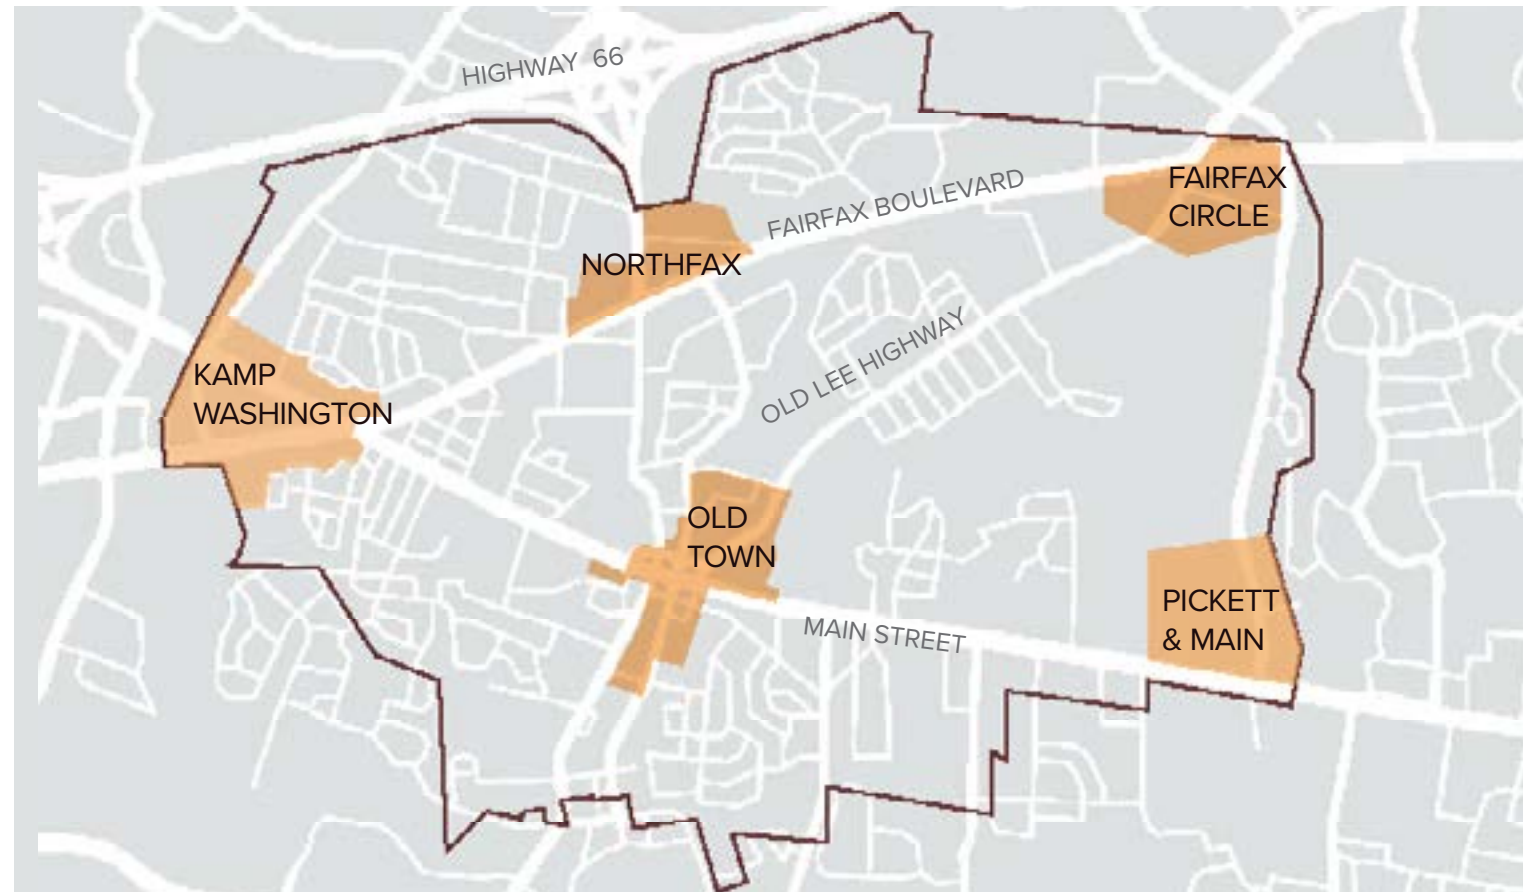 HIGHWAY 66
FAIRFAX BOULEVARD
FAIRFAX
CIRCLE
NORTHFAX
OLD LEE HIGHWAY
KAMP
WASHINGTON
OLD
TOWN
PICKETT
& MAIN
MAIN STREET